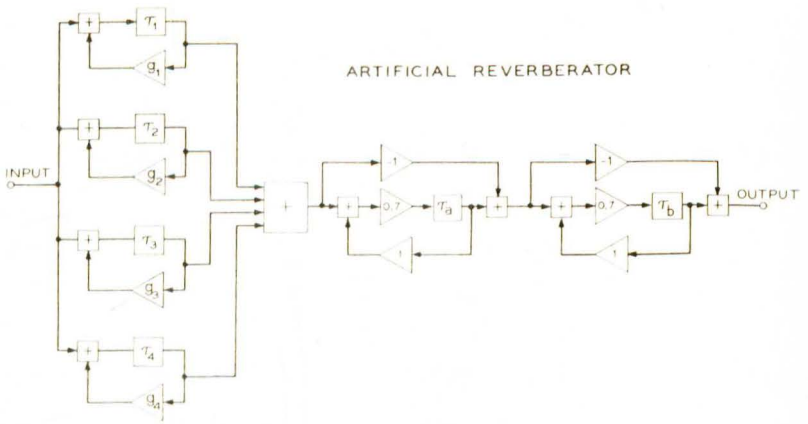 ARTIFICIAL REVERBERATOR
INPUT
+ τ1
g1
+ τ2
g2
+ τ3
g3
+ τ4
g4
+
-1
+ 0,7 τa +
-1
-1
+ 0,7 τb +
-1
OUTPUT